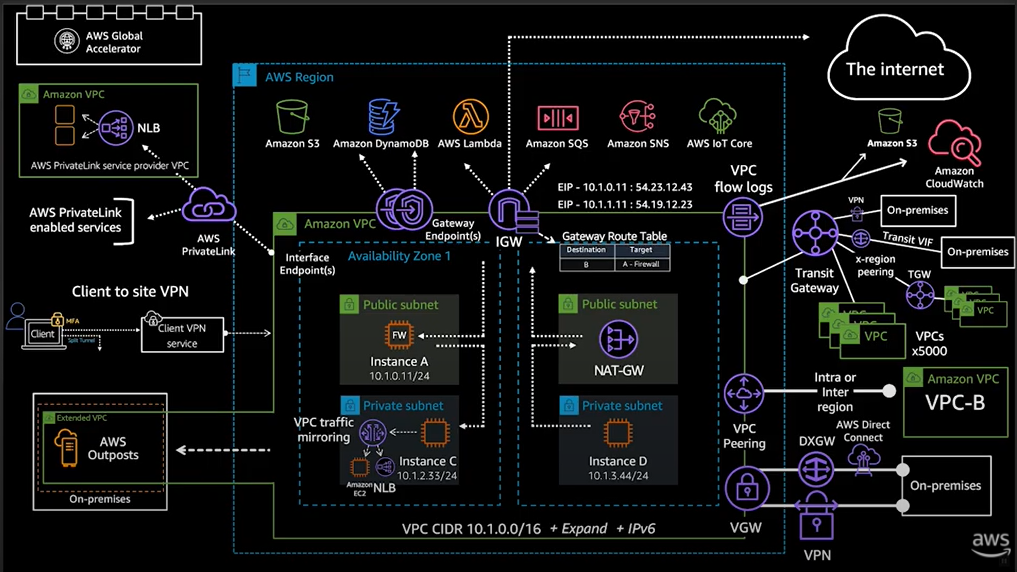 AWS Global
Accelerator
Amazon VPC
NLB
AWS PrivateLink service provider VPC
AWS PrivateLink
enabled services
AWS
PrivateLink
Client to site VPN
Client
MFA
Split Tunnel
Client VPN
service
Extended VPC
AWS
Outposts
On-premises
AWS Region
Amazon S3
Amazon DynamoDB
AWS Lambda
Amazon SQS
Amazon SNS
AWS IoT Core
EIP - 10.1.0.11 : 54.23.12.43
EIP - 10.1.1.11 : 54.19.12.23
Amazon VPC
Gateway
Endpoint(s)
IGW
Gateway Route Table
Destination Target
B A - Firewall
Interface
Endpoint(s)
Availability Zone 1
Public subnet
FW
Instance A
10.1.0.11/24
Private subnet
VPC traffic
mirroring
Instance C
10.1.2.33/24
Amazon
EC2
NLB
Public subnet
NAT-GW
Private subnet
Instance D
10.1.3.44/24
VPC CIDR 10.1.0.0/16 + Expand + IPv6
The internet
VPC
flow logs
Amazon S3
Amazon
CloudWatch
VPN
On-premises
Transit VIF
On-premises
x-region
peering
Transit
Gateway
TGW
VPC
VPC
VPC
VPC
VPCs
x5000
VPC
Peering
Intra or
Inter
region
Amazon VPC
VPC-B
AWS Direct
Connect
DXGW
On-premises
VGW
VPN
aws